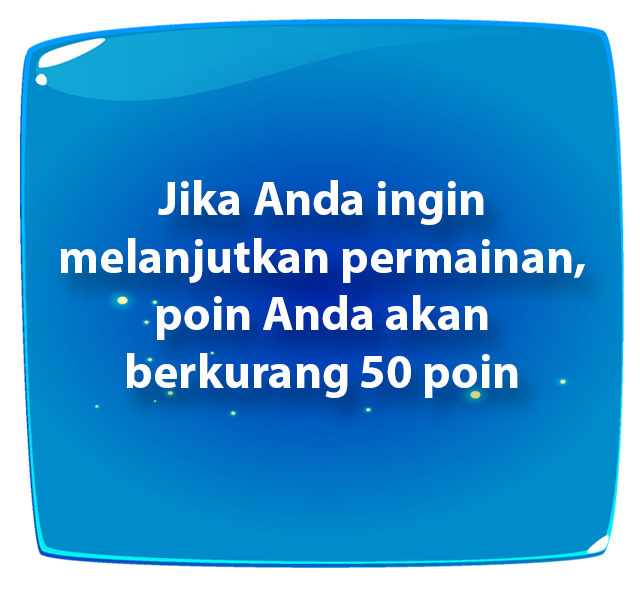 Jika Anda ingin
melanjutkan permainan,
poin Anda akan
berkurang 50 poin